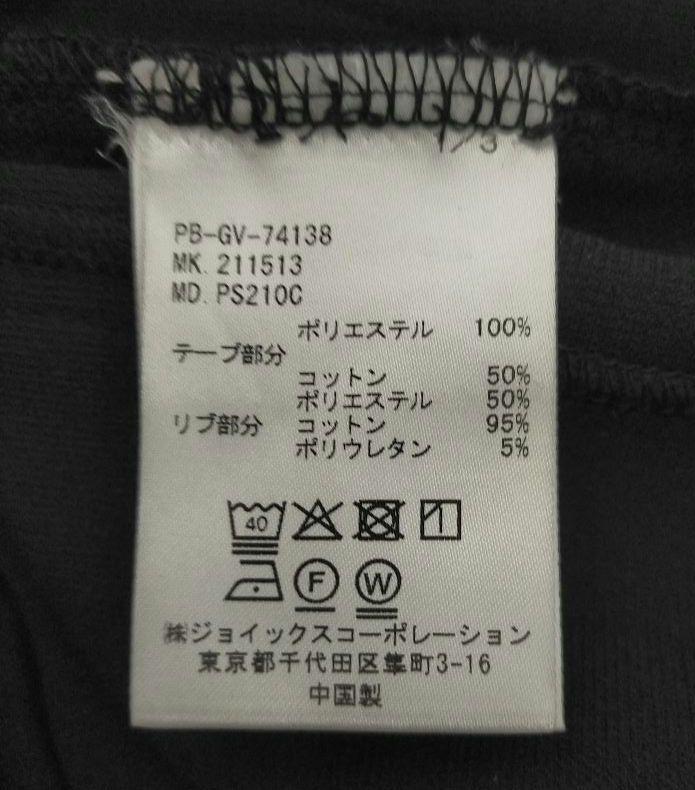 1/3
PB-GV-74138
MK. 211513
MD. PS210C
ポリエステル 100%
テープ部分
コットン 50%
ポリエステル 50%
リブ部分 コットン 95%
ポリウレタン 5%
40
F W
㈱ジョイックスコーポレーション
東京都千代田区隼町3-16
中国製